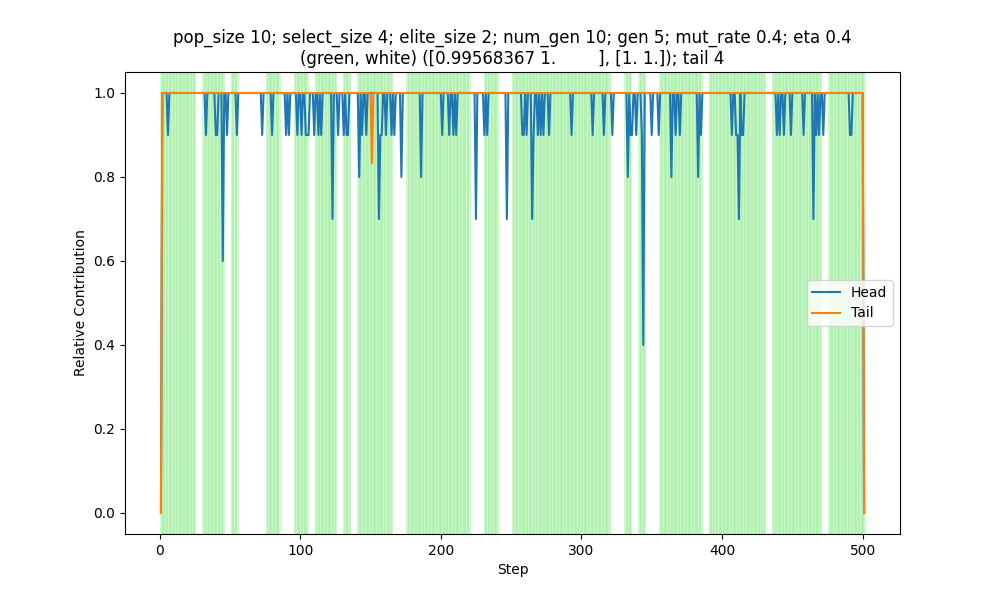 pop_size 10; select_size 4; elite_size 2; num_gen 10; gen 5; mut_rate 0.4; eta 0.4
(green, white) ([0.99568367 1.        ], [1. 1.]); tail 4
1.0
0.8
0.6
0.4
0.2
0.0
Relative Contribution
Head
Tail
0
100
200
300
400
500
Step